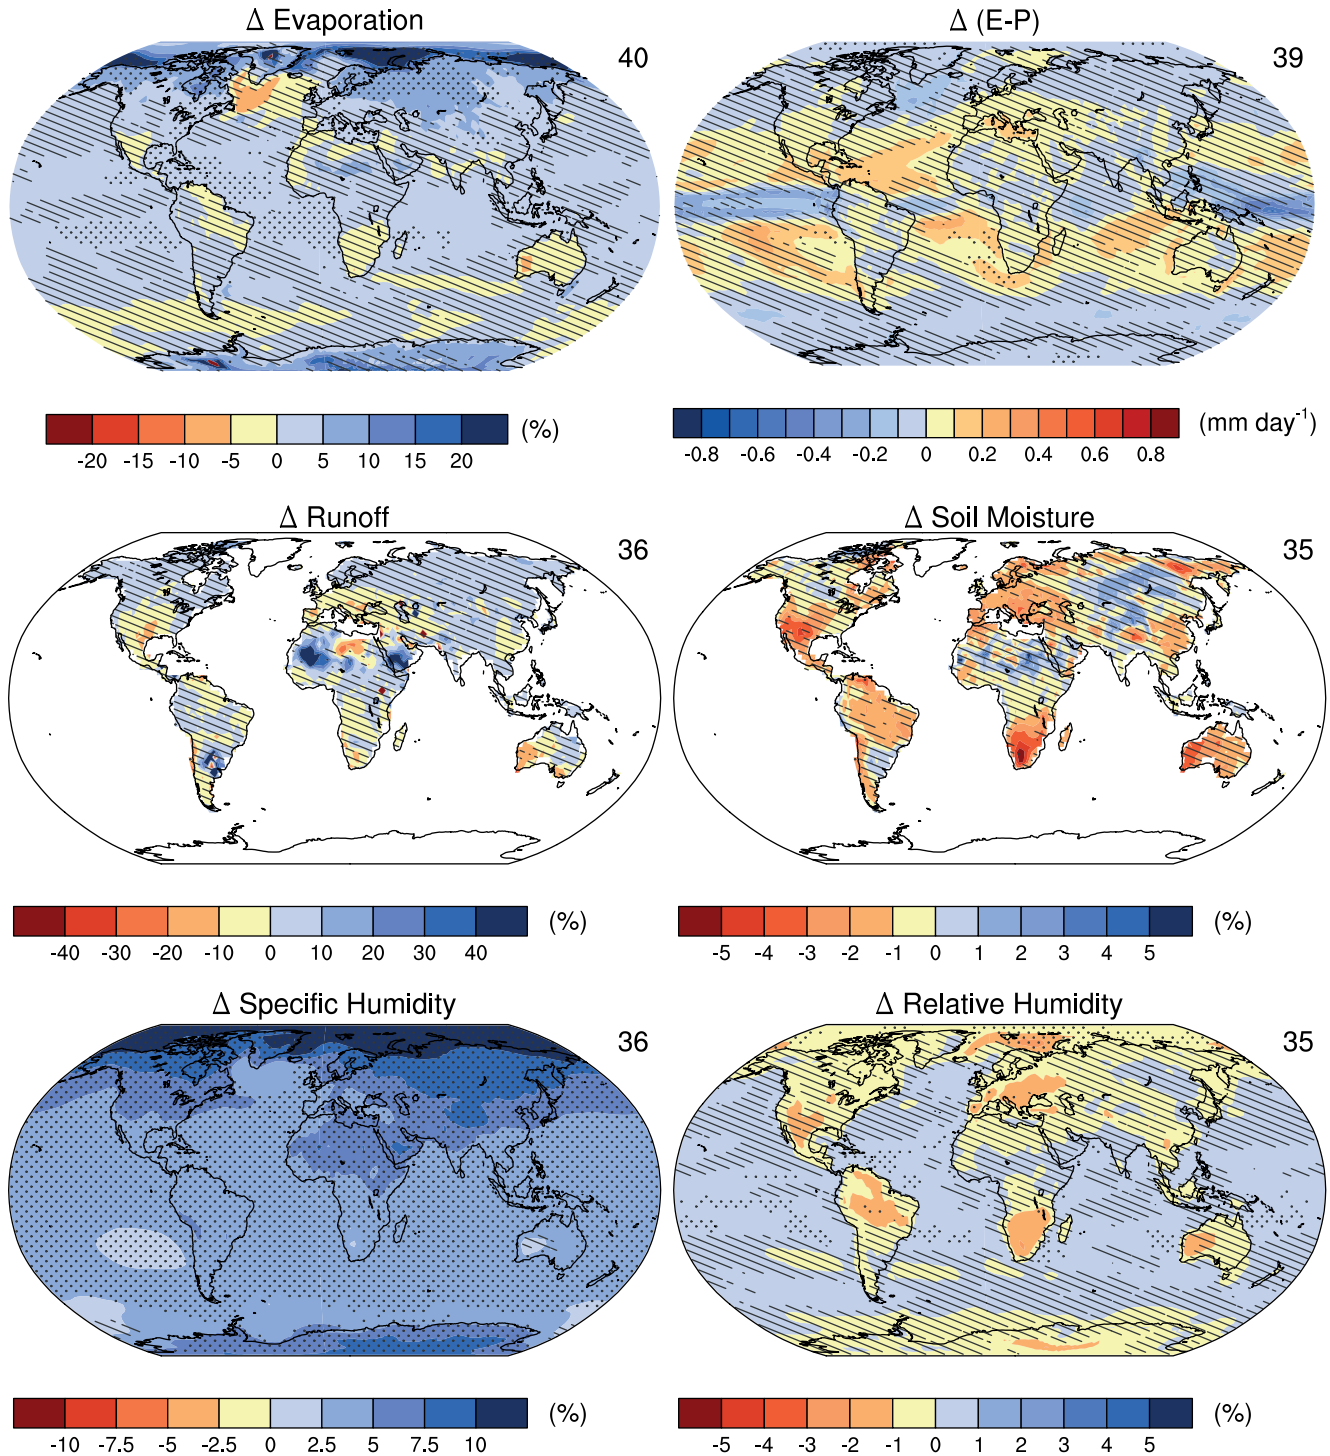 Δ Evaporation
40
Δ (E-P)
39
-20 -15 -10 -5 0 5 10 15 20 (%)
-0.8 -0.6 -0.4 -0.2 0 0.2 0.4 0.6 0.8 (mm day⁻¹)
Δ Runoff
36
Δ Soil Moisture
35
-40 -30 -20 -10 0 10 20 30 40 (%)
-5 -4 -3 -2 -1 0 1 2 3 4 5 (%)
Δ Specific Humidity
36
Δ Relative Humidity
35
-10 -7.5 -5 -2.5 0 2.5 5 7.5 10 (%)
-5 -4 -3 -2 -1 0 1 2 3 4 5 (%)